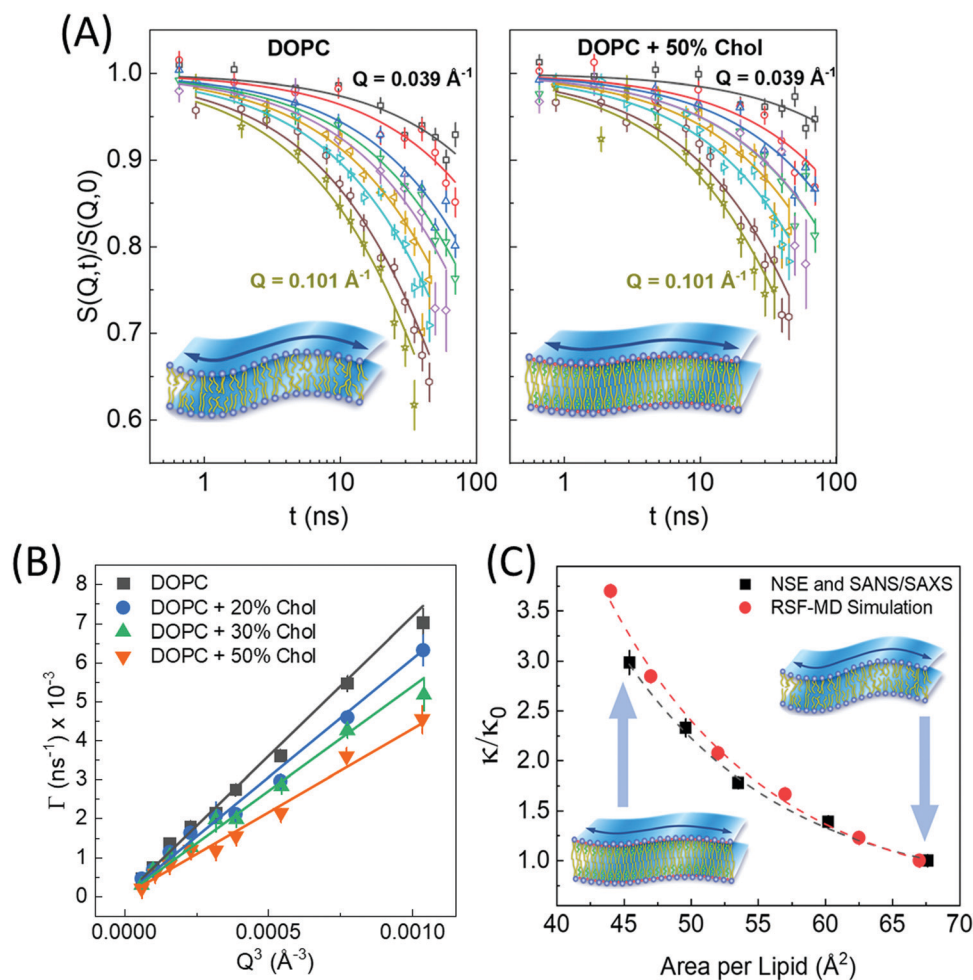 (A)
DOPC
Q = 0.039 Å⁻¹
Q = 0.101 Å⁻¹
DOPC + 50% Chol
Q = 0.039 Å⁻¹
Q = 0.101 Å⁻¹
S(Q,t)/S(Q,0)
1.0
0.9
0.8
0.7
0.6
1 10 100
1 10 100
t (ns)
t (ns)
(B)
DOPC
DOPC + 20% Chol
DOPC + 30% Chol
DOPC + 50% Chol
Γ (ns⁻¹) x 10⁻³
8
7
6
5
4
3
2
1
0
0.0000 0.0005 0.0010
Q³ (Å⁻³)
(C)
NSE and SANS/SAXS
RSF-MD Simulation
κ/κ₀
3.5
3.0
2.5
2.0
1.5
1.0
40 45 50 55 60 65 70
Area per Lipid (Å²)